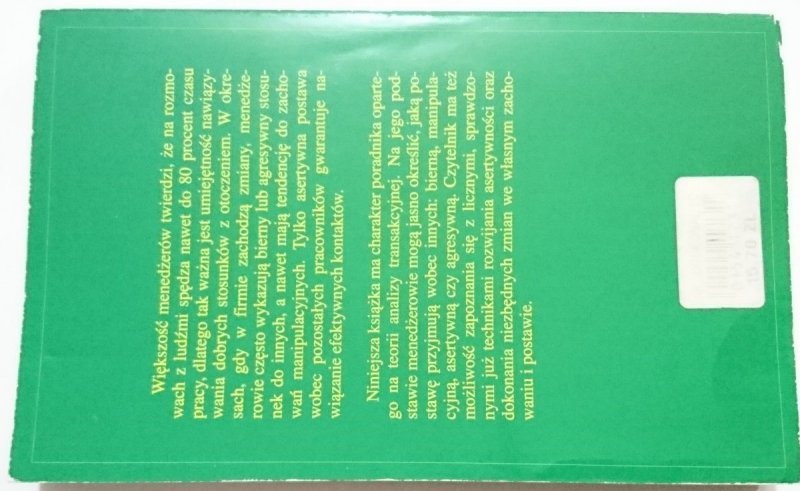 Większość menedżerów twierdzi, że na rozmo-
wach z ludźmi spędza nawet do 80 procent czasu
pracy, dlatego tak ważna jest umiejętność nawiązy-
wania dobrych stosunków z otoczeniem. W okre-
sach, gdy w firmie zachodzą zmiany, menedże-
rowie często wykazują bierny lub agresywny stosu-
nek do innych, a nawet mają tendencję do zacho-
wań manipulacyjnych. Tylko asertywna postawa
wobec pozostałych pracowników gwarantuje na-
wiązanie efektywnych kontaktów.
Niniejsza książka ma charakter poradnika oparte-
go na teorii analizy transakcyjnej. Na jego pod-
stawie menedżerowie mogą jasno określić, jaką po-
stawę przyjmują wobec innych: bierną, manipula-
cyjną, asertywną czy agresywną. Czytelnik ma też
możliwość zapoznania się z licznymi, sprawdzo-
nymi już technikami rozwijania asertywności oraz
dokonania niezbędnych zmian we własnym zacho-
waniu i postawie.